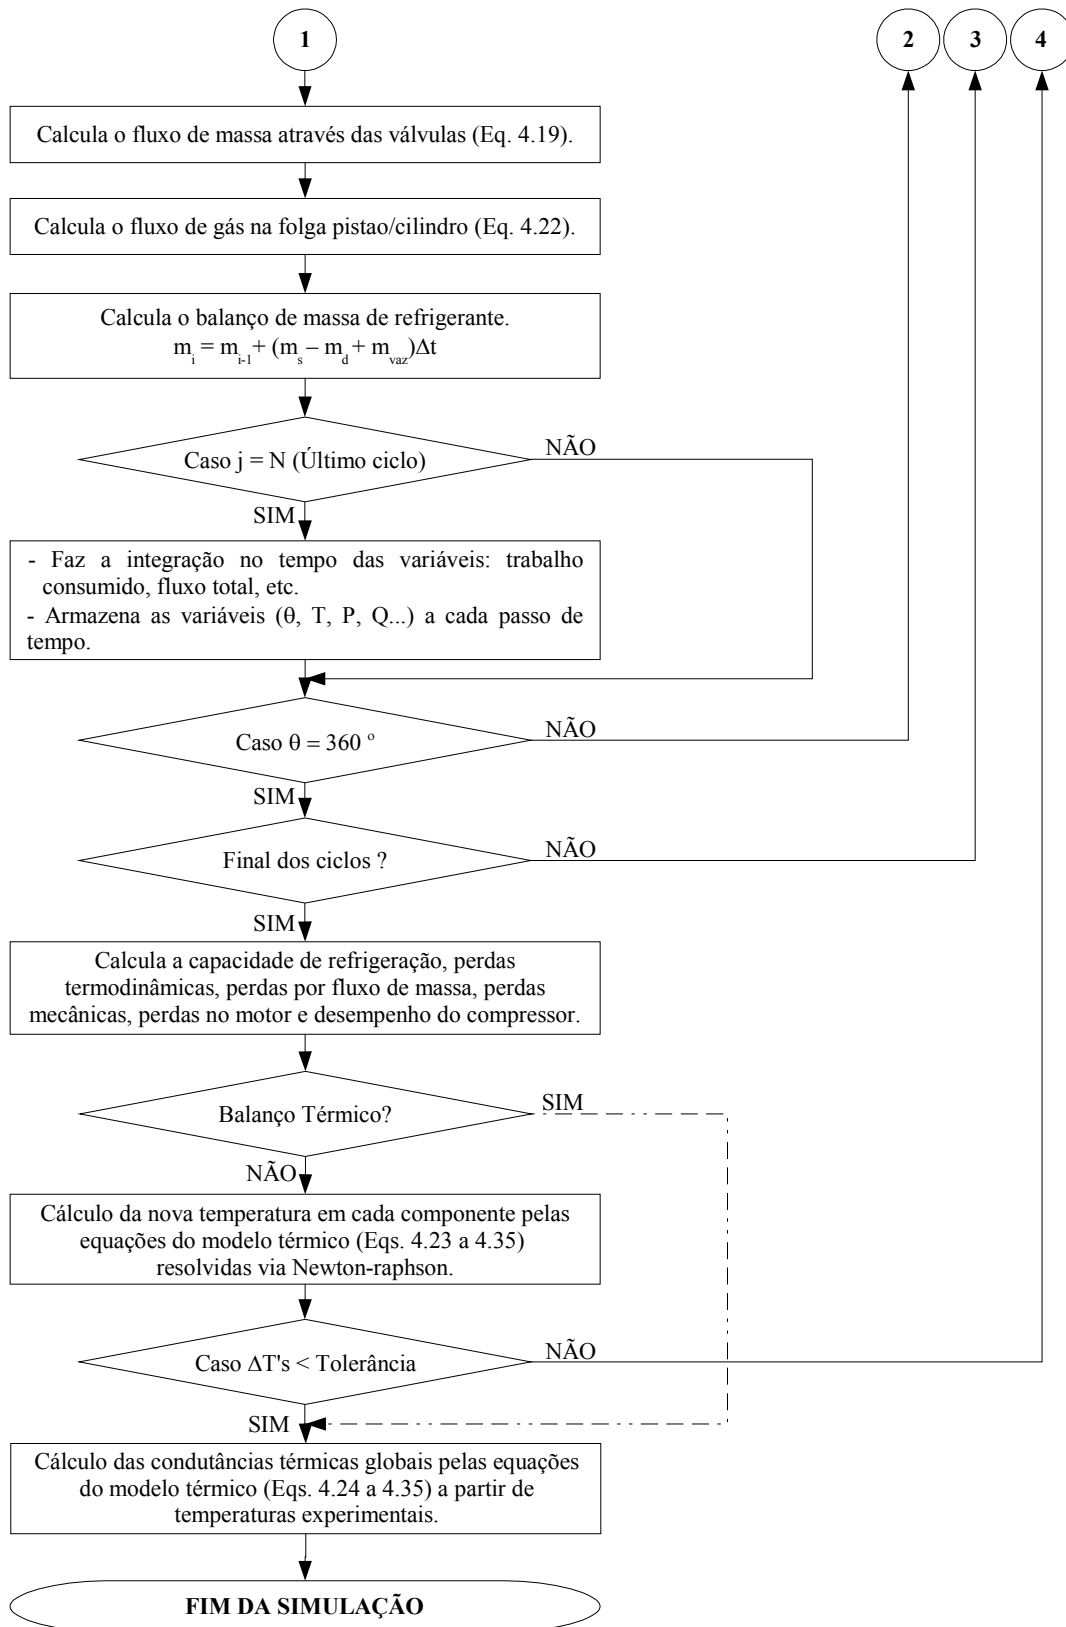 1
2
3
4
Calcula o fluxo de massa através das válvulas (Eq. 4.19).
Calcula o fluxo de gás na folga pistao/cilindro (Eq. 4.22).
Calcula o balanço de massa de refrigerante.
m_i = m_{i-1} + (m_s – m_d + m_{vaz})Δt
Caso j = N (Último ciclo)
NÃO
SIM
- Faz a integração no tempo das variáveis: trabalho
consumido, fluxo total, etc.
- Armazena as variáveis (θ, T, P, Q...) a cada passo de
tempo.
Caso θ = 360 º
NÃO
SIM
Final dos ciclos ?
NÃO
SIM
Calcula a capacidade de refrigeração, perdas
termodinâmicas, perdas por fluxo de massa, perdas
mecânicas, perdas no motor e desempenho do compressor.
Balanço Térmico?
SIM
NÃO
Cálculo da nova temperatura em cada componente pelas
equações do modelo térmico (Eqs. 4.23 a 4.35)
resolvidas via Newton-raphson.
Caso ΔT's < Tolerância
NÃO
SIM
Cálculo das condutâncias térmicas globais pelas equações
do modelo térmico (Eqs. 4.24 a 4.35) a partir de
temperaturas experimentais.
FIM DA SIMULAÇÃO